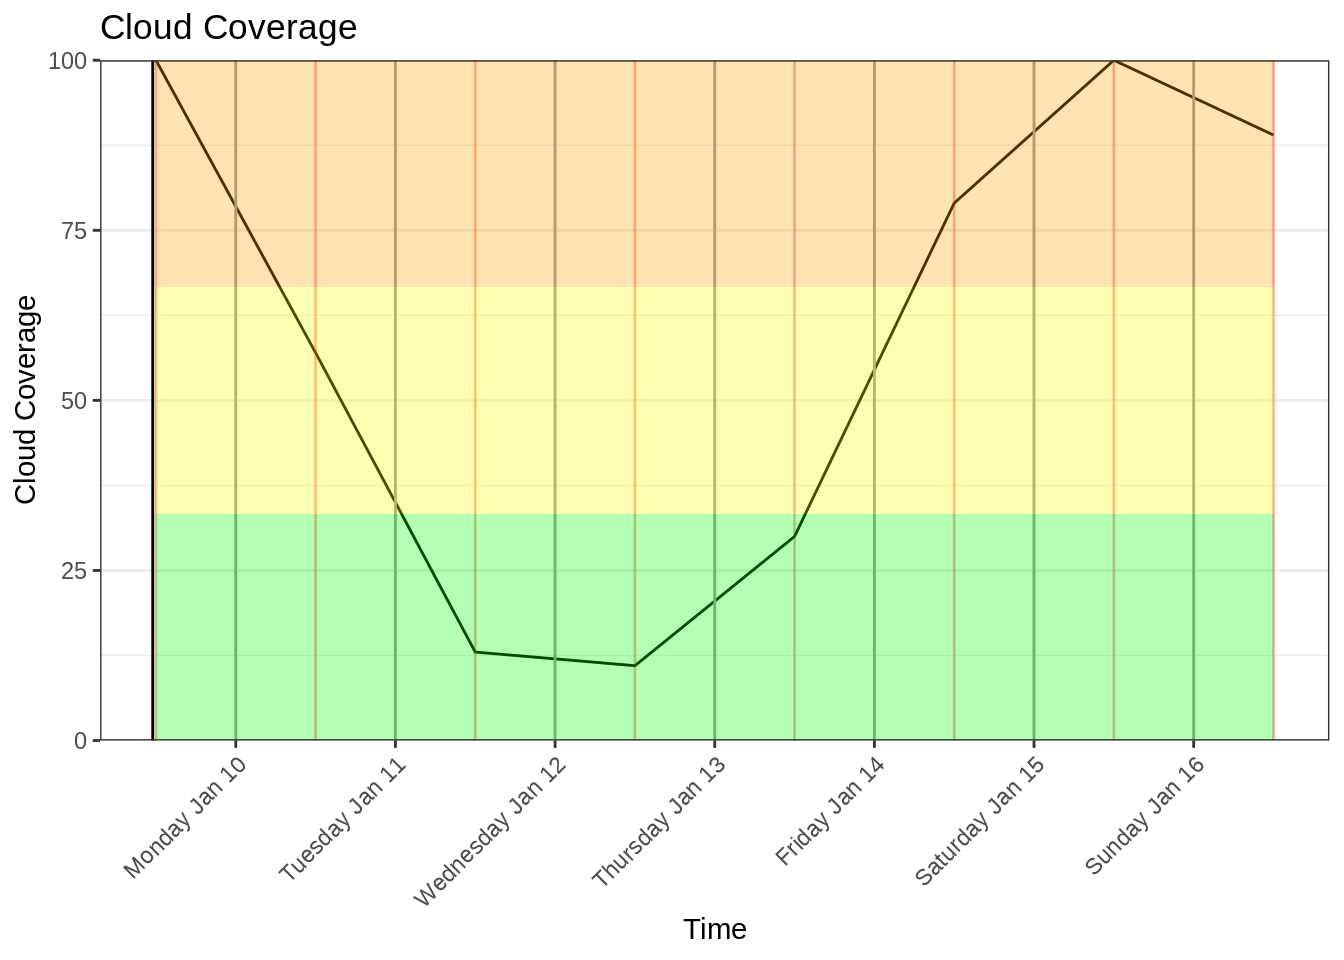 Cloud Coverage
100
75
50
25
0
Cloud Coverage
Monday Jan 10
Tuesday Jan 11
Wednesday Jan 12
Thursday Jan 13
Friday Jan 14
Saturday Jan 15
Sunday Jan 16
Time